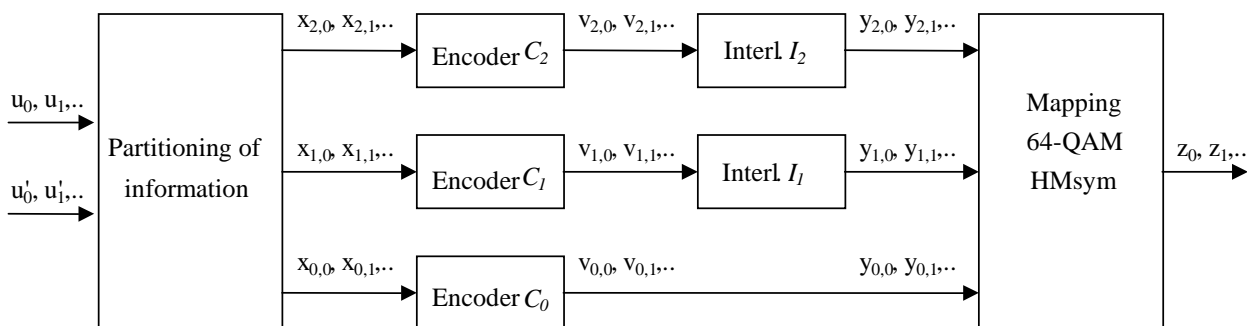 x2,0, x2,1,.. v2,0, v2,1,.. y2,0, y2,1,..
Encoder C2 Interl. I2
u0, u1,..
Partitioning of
information
Mapping
64-QAM
HMsym
x1,0, x1,1,.. v1,0, v1,1,.. y1,0, y1,1,.. z0, z1,..
Encoder C1 Interl. I1
u'0, u'1,..
x0,0, x0,1,.. v0,0, v0,1,.. y0,0, y0,1,..
Encoder C0